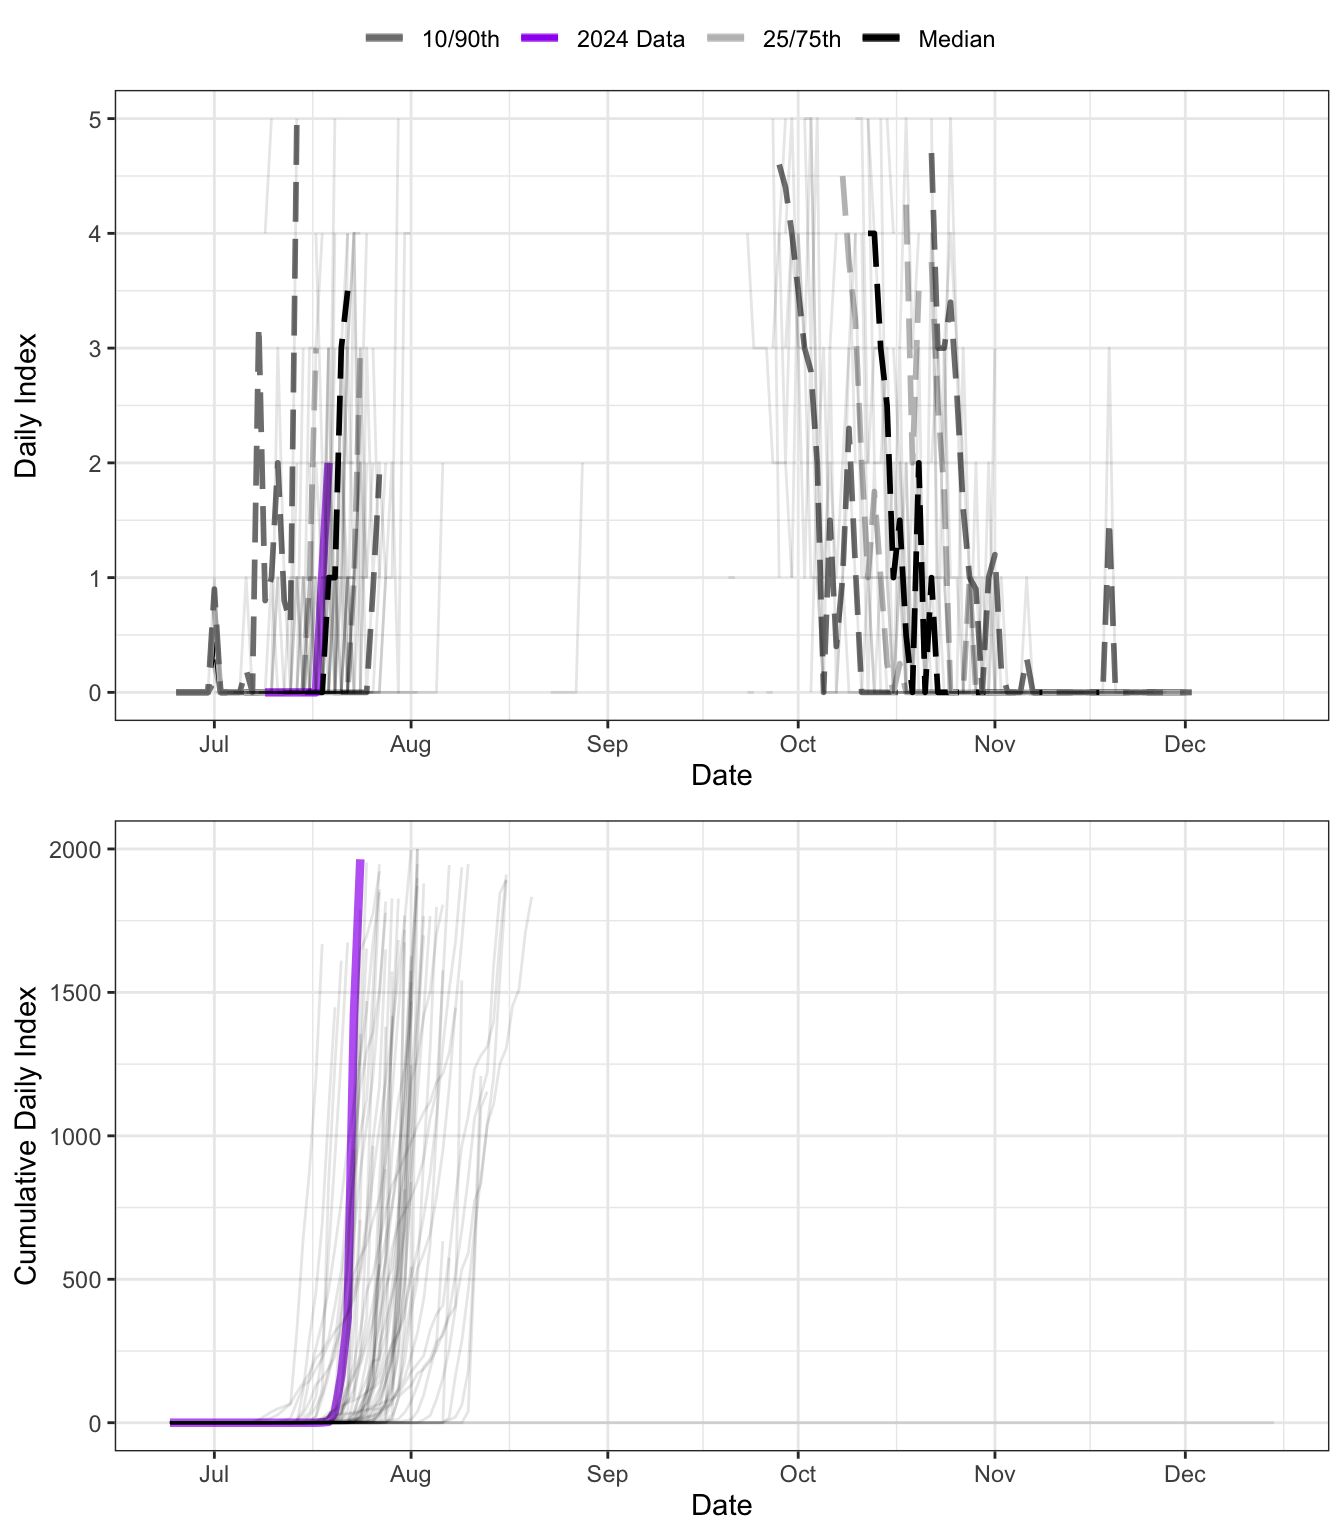 10/90th 2024 Data 25/75th Median
5
4
3
2
1
0
Daily Index
Jul Aug Sep Oct Nov Dec
Date
2000
1500
1000
500
0
Cumulative Daily Index
Jul Aug Sep Oct Nov Dec
Date